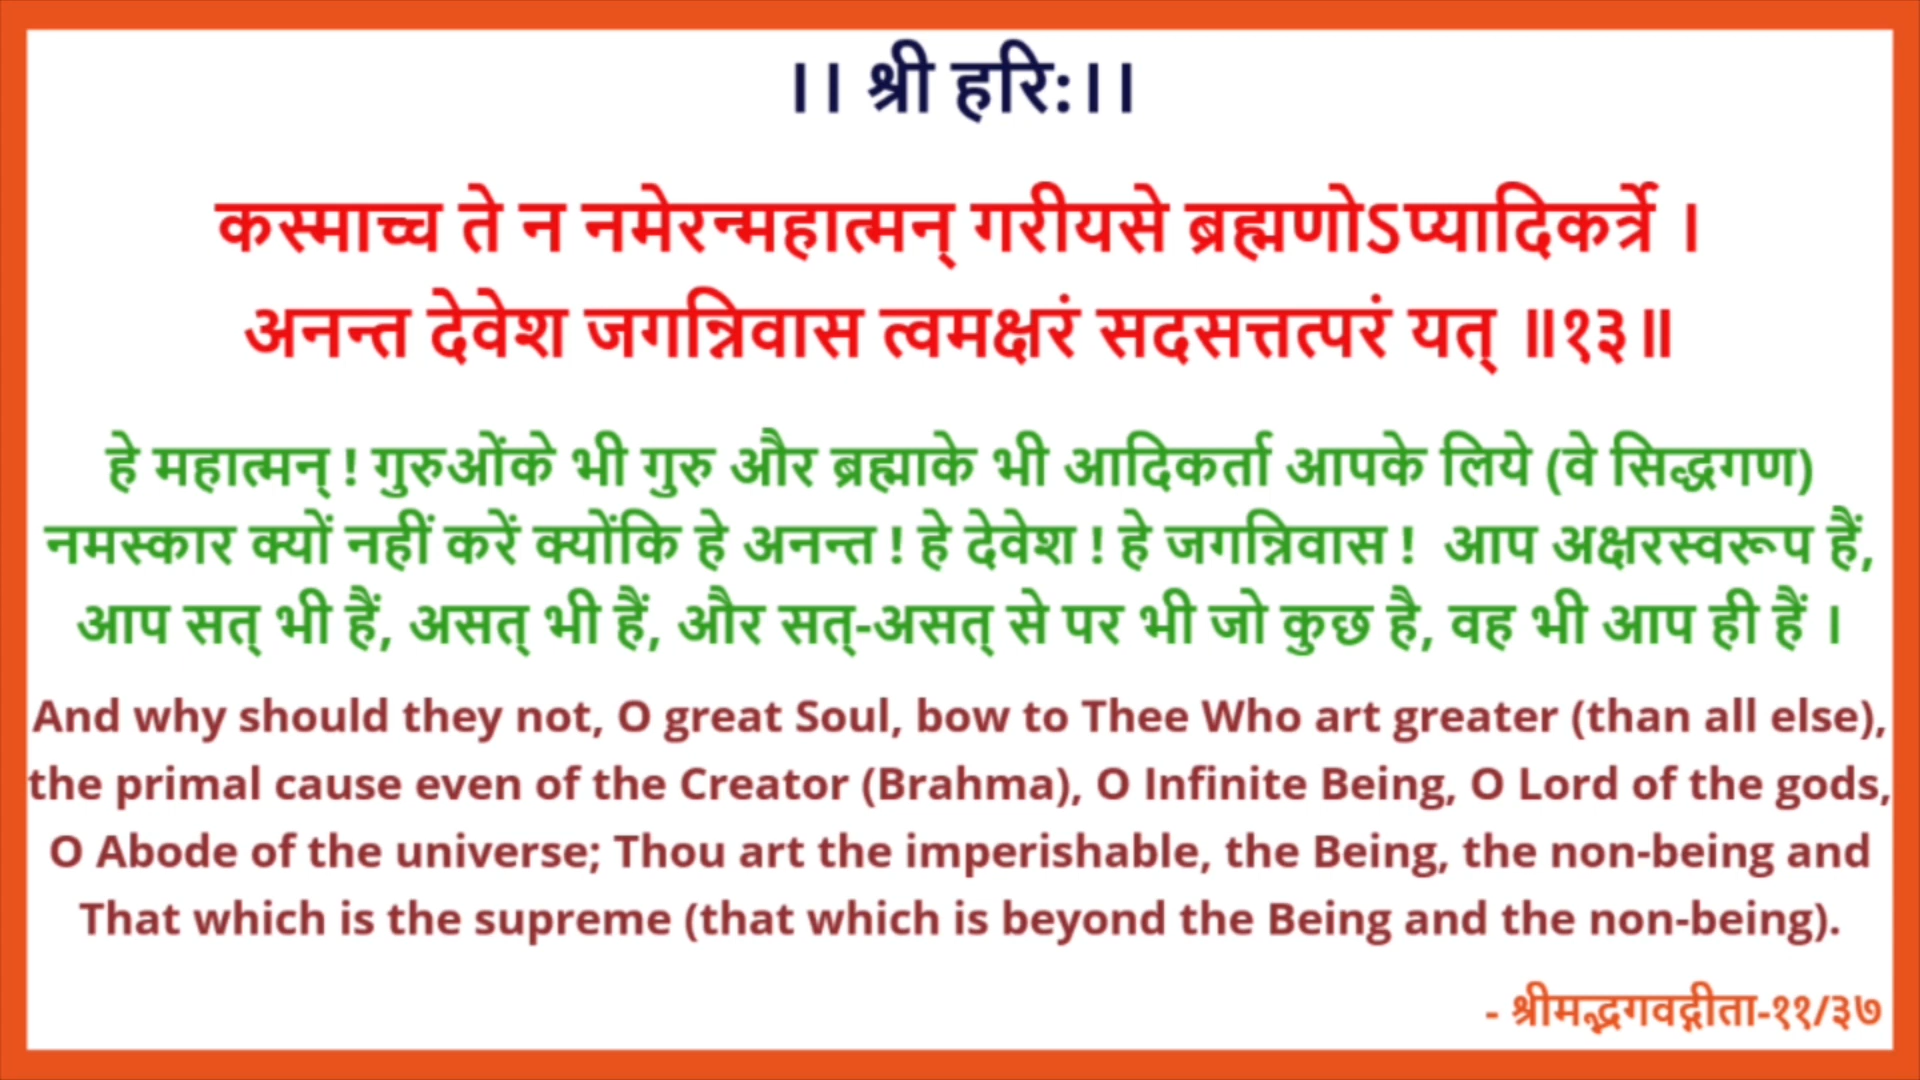 ।। श्री हरि:।।
कस्माच्च ते न नमेरन्महात्मन् गरीयसे ब्रह्मणोऽप्यादिकर्त्रे ।
अनन्त देवेश जगन्निवास त्वमक्षरं सदसत्तत्परं यत् ॥१३॥
हे महात्मन् ! गुरुओंके भी गुरु और ब्रह्माके भी आदिकर्ता आपके लिये (वे सिद्धगण)
नमस्कार क्यों नहीं करें क्योंकि हे अनन्त ! हे देवेश ! हे जगन्निवास ! आप अक्षरस्वरूप हैं,
आप सत् भी हैं, असत् भी हैं, और सत्-असत् से पर भी जो कुछ है, वह भी आप ही हैं ।
And why should they not, O great Soul, bow to Thee Who art greater (than all else),
the primal cause even of the Creator (Brahma), O Infinite Being, O Lord of the gods,
O Abode of the universe; Thou art the imperishable, the Being, the non-being and
That which is the supreme (that which is beyond the Being and the non-being).
- श्रीमद्भगवद्गीता-११/३७